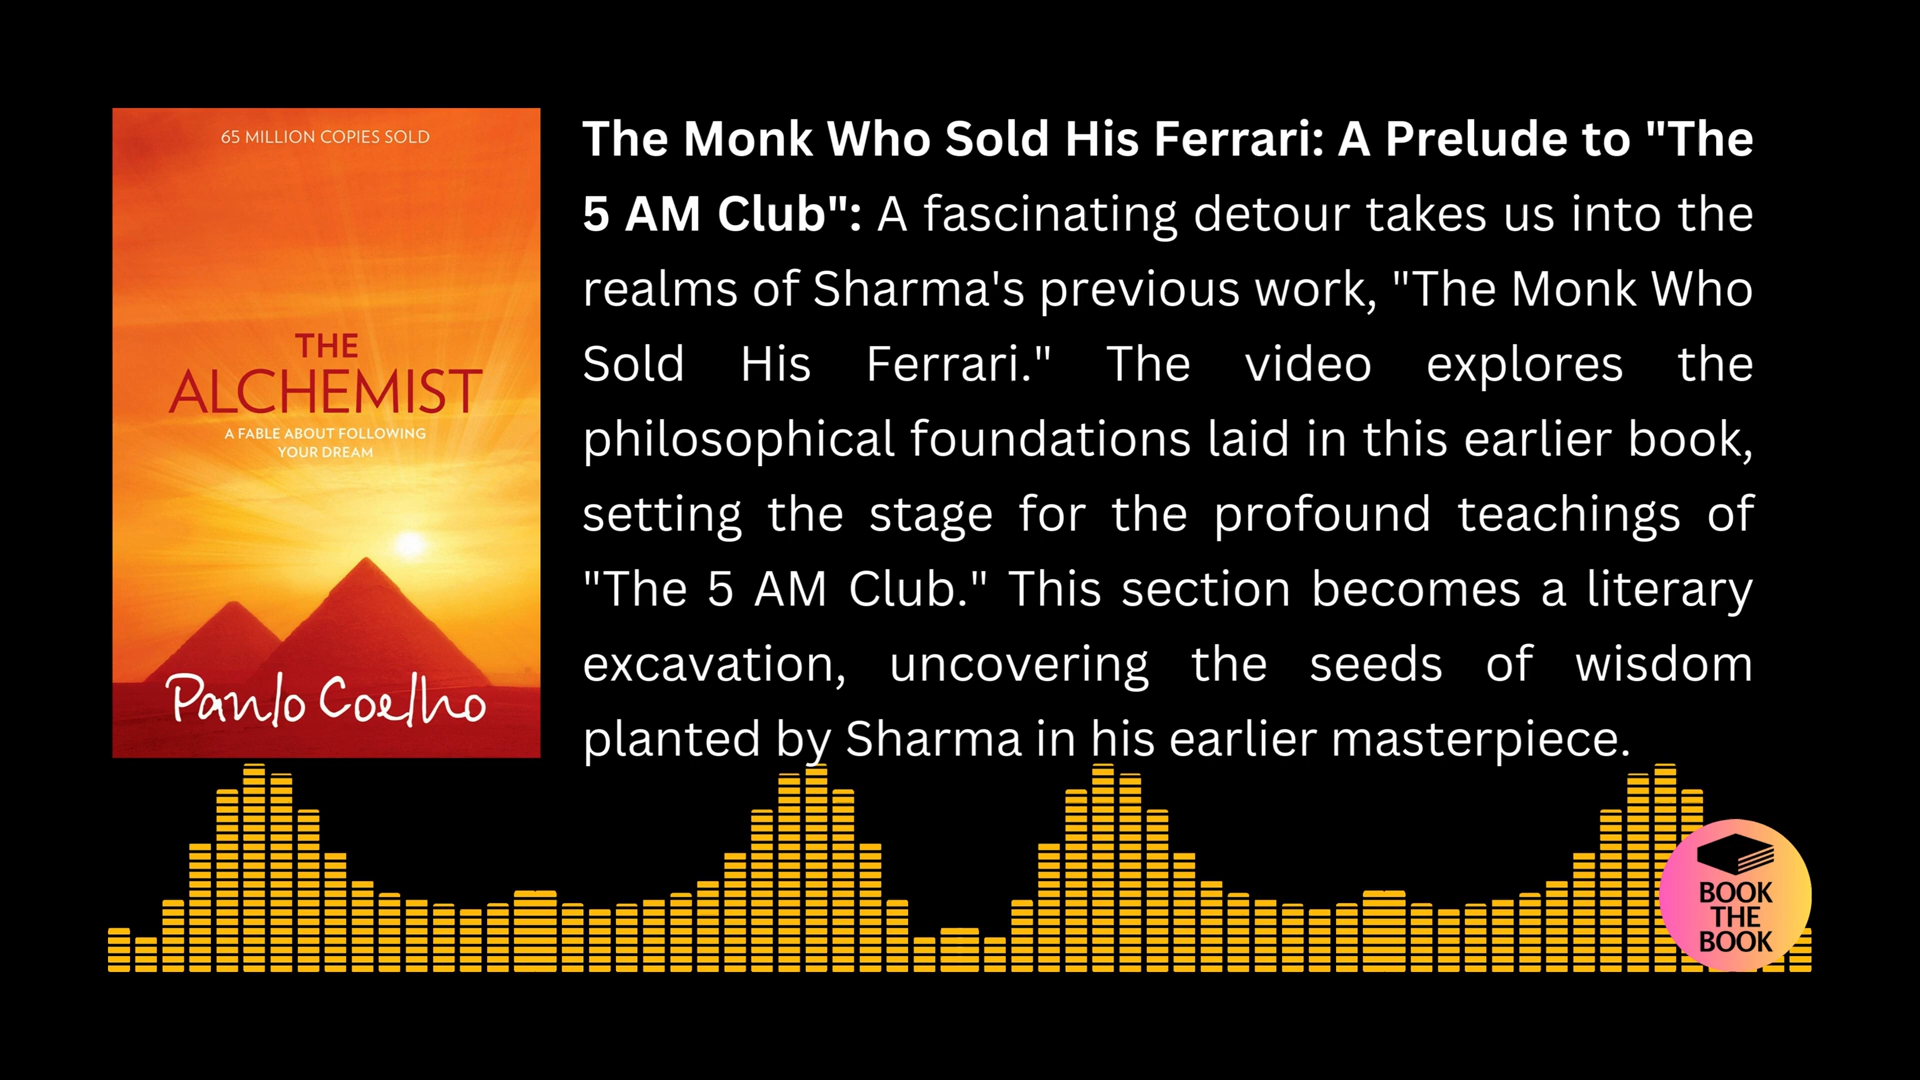 65 MILLION COPIES SOLD
THE
ALCHEMIST
A FABLE ABOUT FOLLOWING
YOUR DREAM
Paulo Coelho
The Monk Who Sold His Ferrari: A Prelude to "The
5 AM Club": A fascinating detour takes us into the
realms of Sharma's previous work, "The Monk Who
Sold His Ferrari." The video explores the
philosophical foundations laid in this earlier book,
setting the stage for the profound teachings of
"The 5 AM Club." This section becomes a literary
excavation, uncovering the seeds of wisdom
planted by Sharma in his earlier masterpiece.
BOOK
THE
BOOK